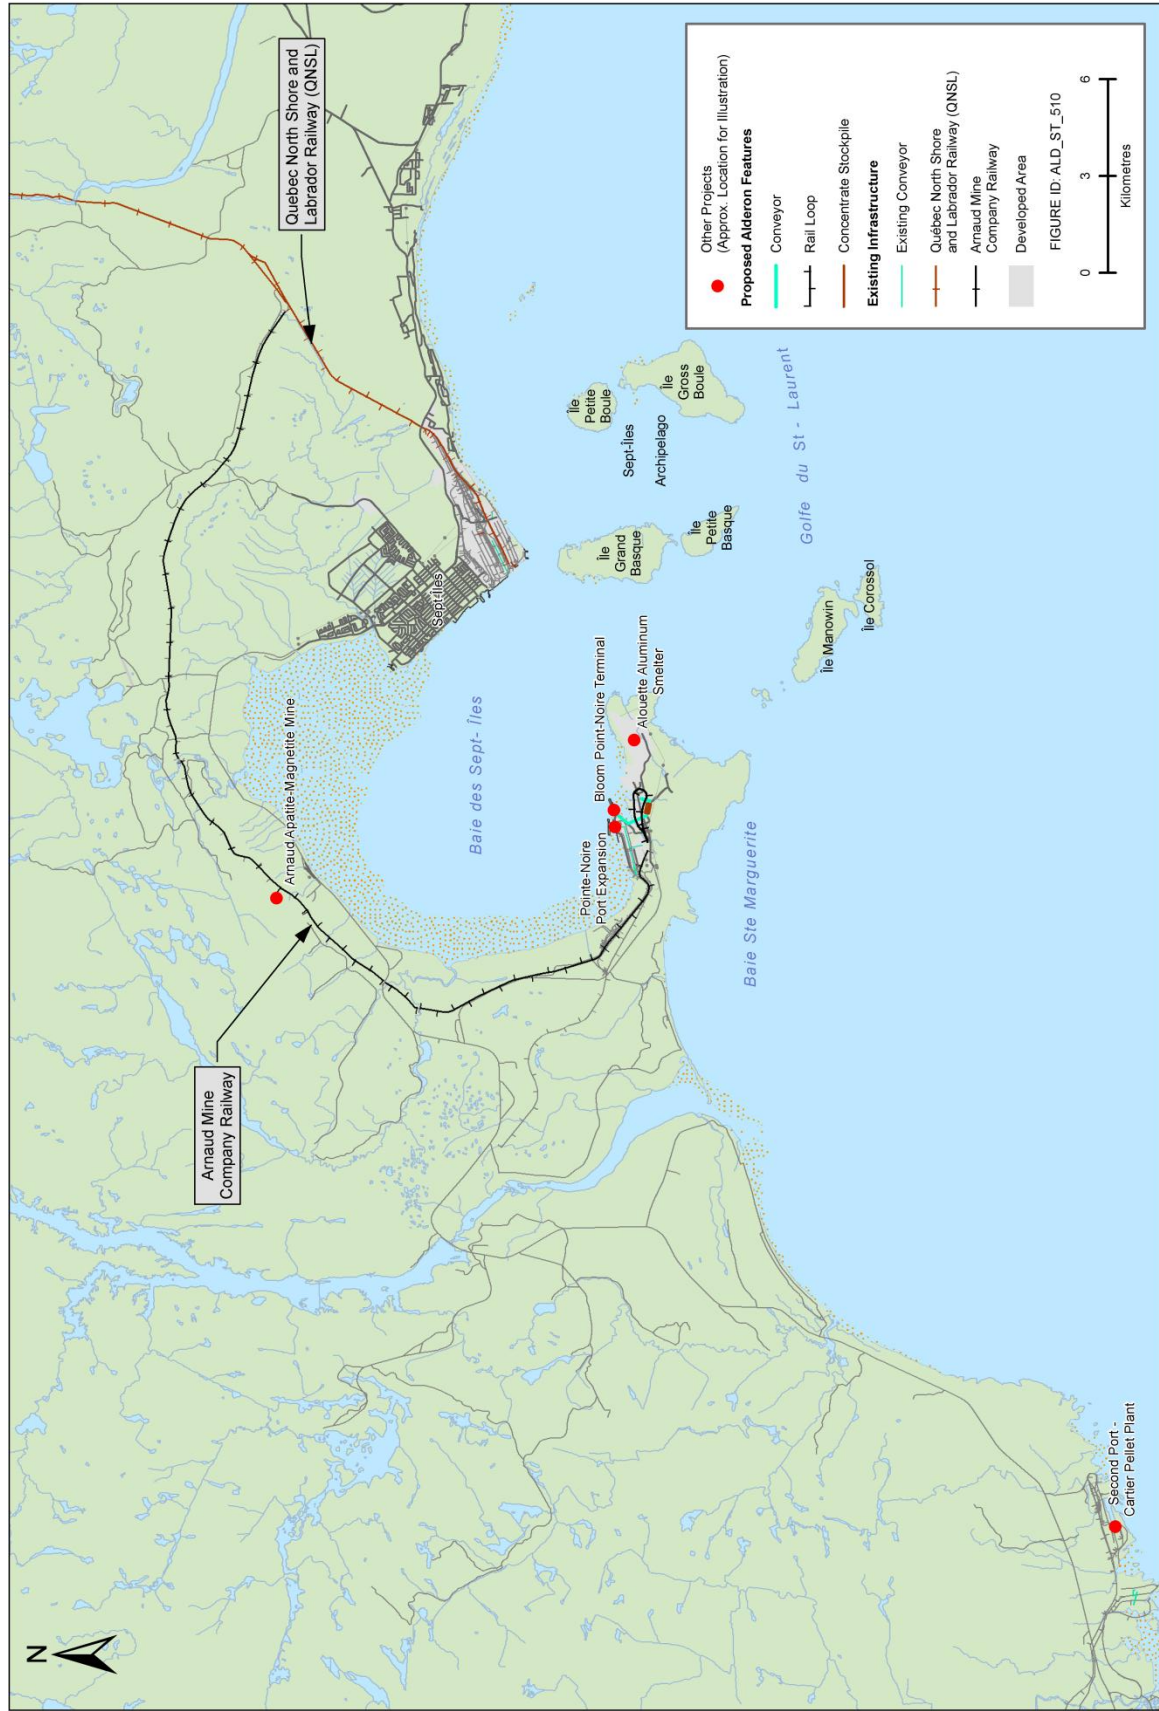 N
Arnaud Mine
Company Railway
Quebec North Shore and
Labrador Railway (QNSL)
Arnaud Apatite-Magnetite Mine
Sept-Îles
Baie des Sept- Îles
Pointe-Noire
Port Expansion
Bloom Point-Noire Terminal
Alouette Aluminum
Smelter
Île
Grand
Basque
Île
Petite
Basque
Île
Petite
Boule
Sept-Îles
Archipelago
Île
Gross
Boule
Baie Ste Marguerite
Golfe du St - Laurent
Île Manowin
Île Corossol
Second Port -
Cartier Pellet Plant
Other Projects
(Approx. Location for Illustration)
Proposed Alderon Features
Conveyor
Rail Loop
Concentrate Stockpile
Existing Infrastructure
Existing Conveyor
Québec North Shore
and Labrador Railway (QNSL)
Arnaud Mine
Company Railway
Developed Area
FIGURE ID: ALD_ST_510
0 3 6
Kilometres